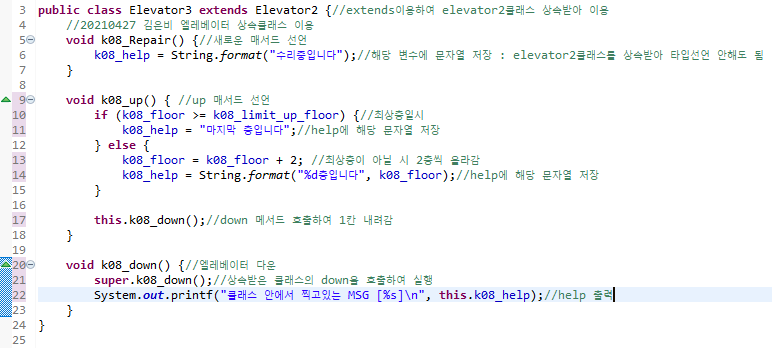 3 public class Elevator3 extends Elevator2 {//extends이용하여 elevator2클래스 상속받아 이용
4 //20210427 김은비 엘레베이터 상속클래스 이용
5 void k08_Repair() {//새로운 매서드 선언
6 k08_help = String.format("수리중입니다");//해당 변수에 문자열 저장 : elevator2클래스를 상속받아 타입선언 안해도 됨
7 }
8
9 void k08_up() { //up 매서드 선언
10 if (k08_floor >= k08_limit_up_floor) {//최상층일시
11 k08_help = "마지막 층입니다";//help에 해당 문자열 저장
12 } else {
13 k08_floor = k08_floor + 2; //최상층이 아닐 시 2층씩 올라감
14 k08_help = String.format("%d층입니다", k08_floor);//help에 해당 문자열 저장
15 }
16
17 this.k08_down();//down 메서드 호출하여 1칸 내려감
18 }
19
20 void k08_down() {//엘레베이터 다운
21 super.k08_down();//상속받은 클래스의 down을 호출하여 실행
22 System.out.printf("클래스 안에서 찍고있는 MSG [%s]\n", this.k08_help);//help 출력
23 }
24 }
25